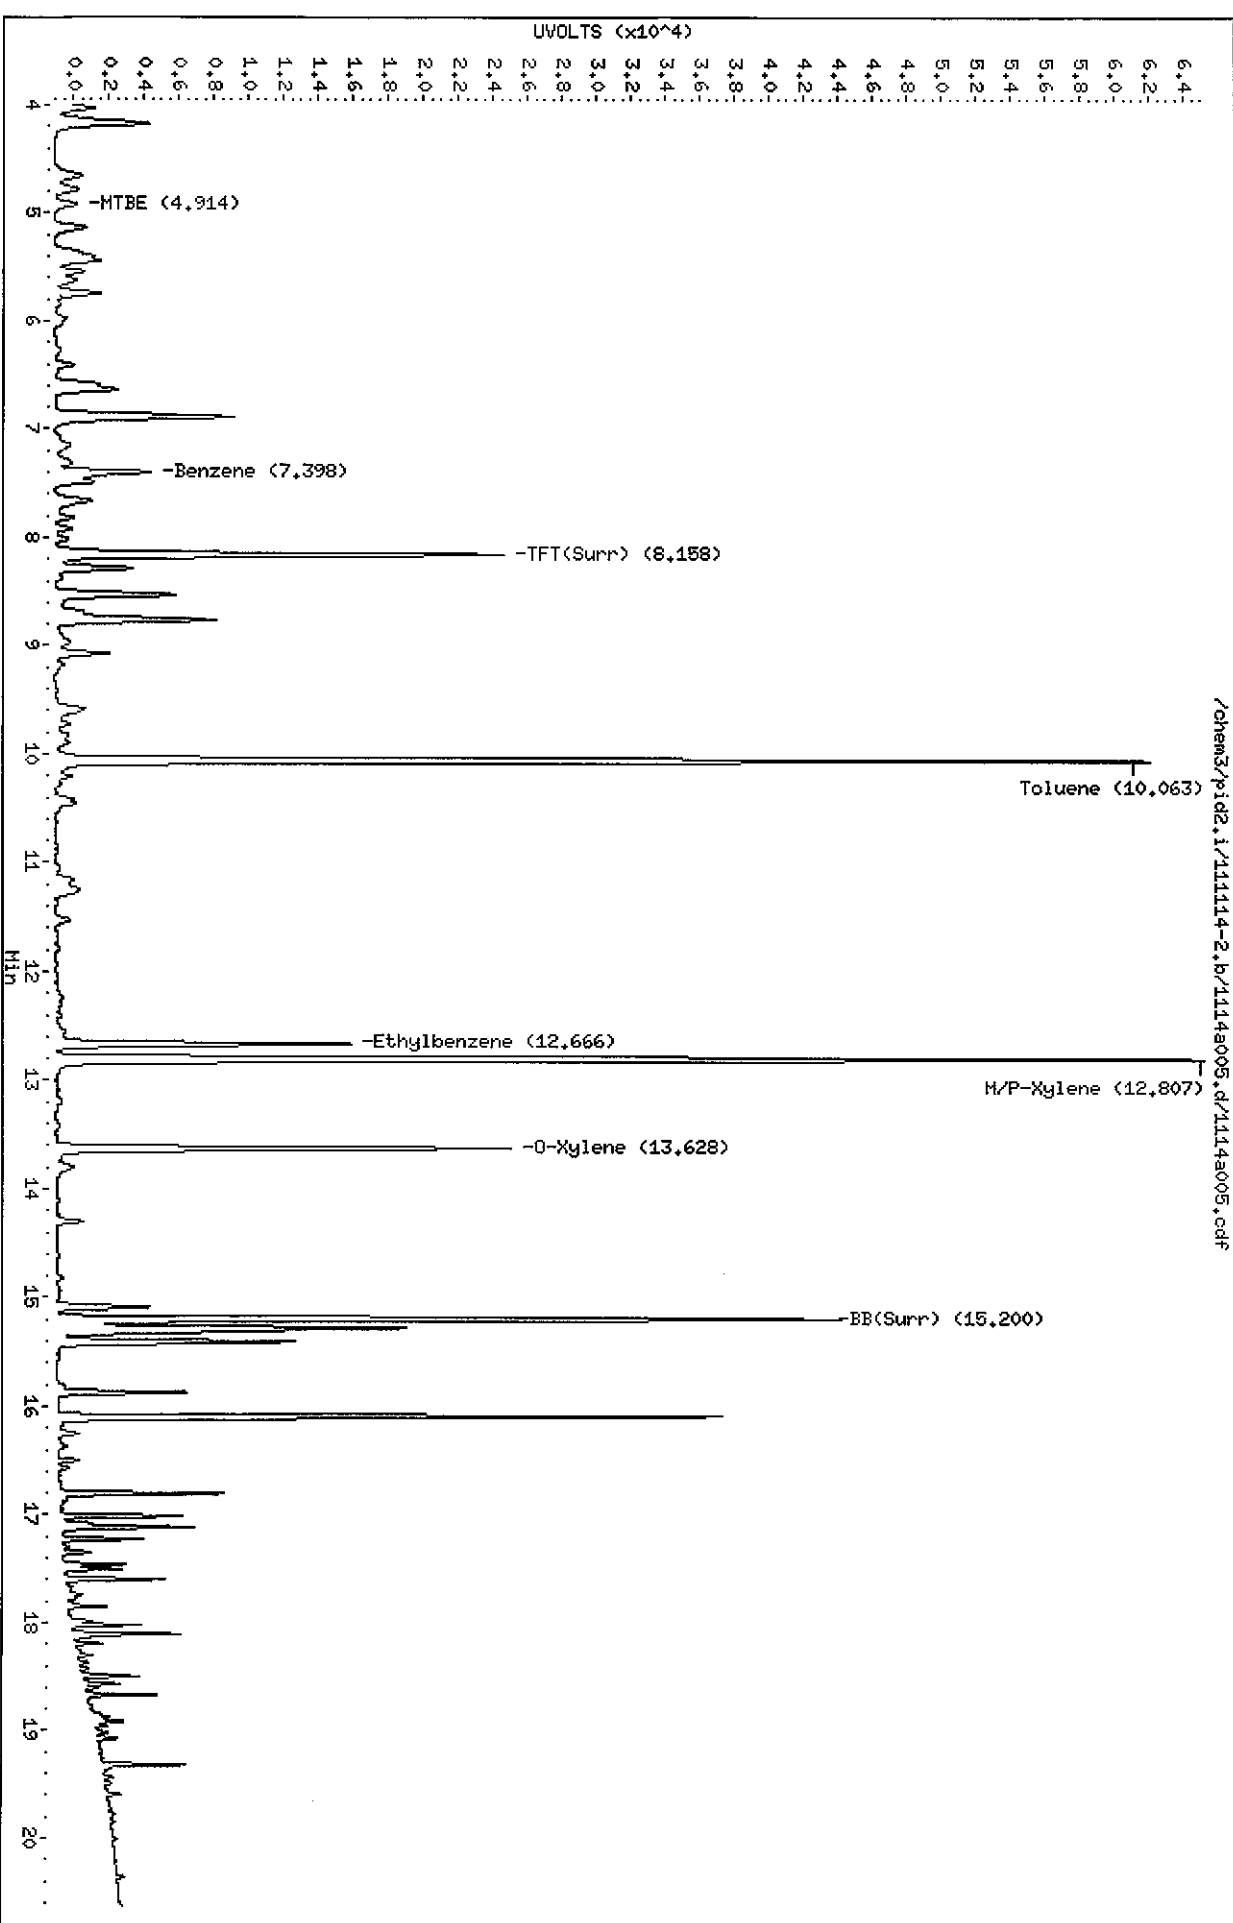 /chem3/pid2.i/111114-2.b/1114a005.d/1114a005.cdf
UVOLTS (x10^4)
6.4
6.2
6.0
5.8
5.6
5.4
5.2
5.0
4.8
4.6
4.4
4.2
4.0
3.8
3.6
3.4
3.2
3.0
2.8
2.6
2.4
2.2
2.0
1.8
1.6
1.4
1.2
1.0
0.8
0.6
0.4
0.2
0.0
-MTBE (4.914)
-Benzene (7.398)
-TFT(Surr) (8.158)
Toluene (10.063)
-Ethylbenzene (12.666)
M/P-Xylene (12.807)
-O-Xylene (13.628)
-BB(Surr) (15.200)
4 5 6 7 8 9 10 11 12 13 14 15 16 17 18 19 20
Min